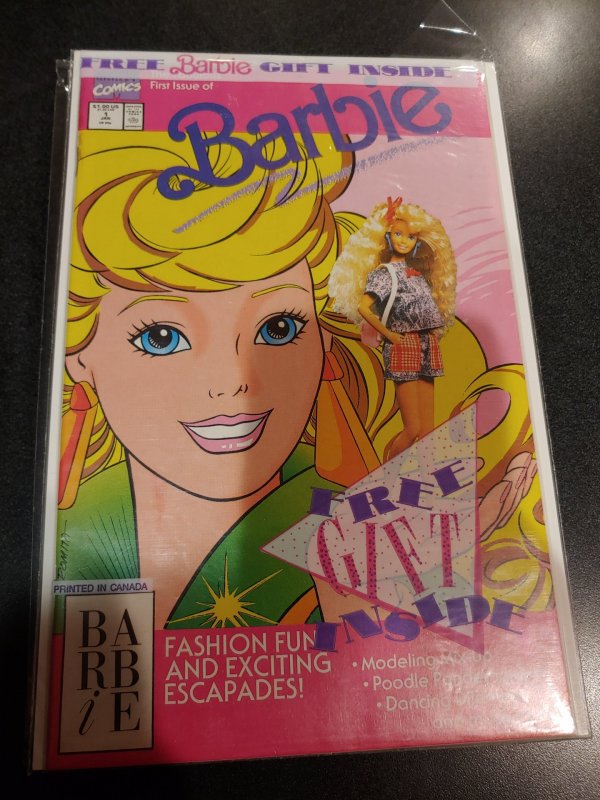 FREE Barbie GIFT INSIDE
COMICS
First Issue of
$1.00 US
1
JAN
Barbie
FREE
GIFT
INSIDE
PRINTED IN CANADA
BA
RB
iE
FASHION FUN
AND EXCITING
ESCAPADES!
• Modeling
• Poodle
• Dancing